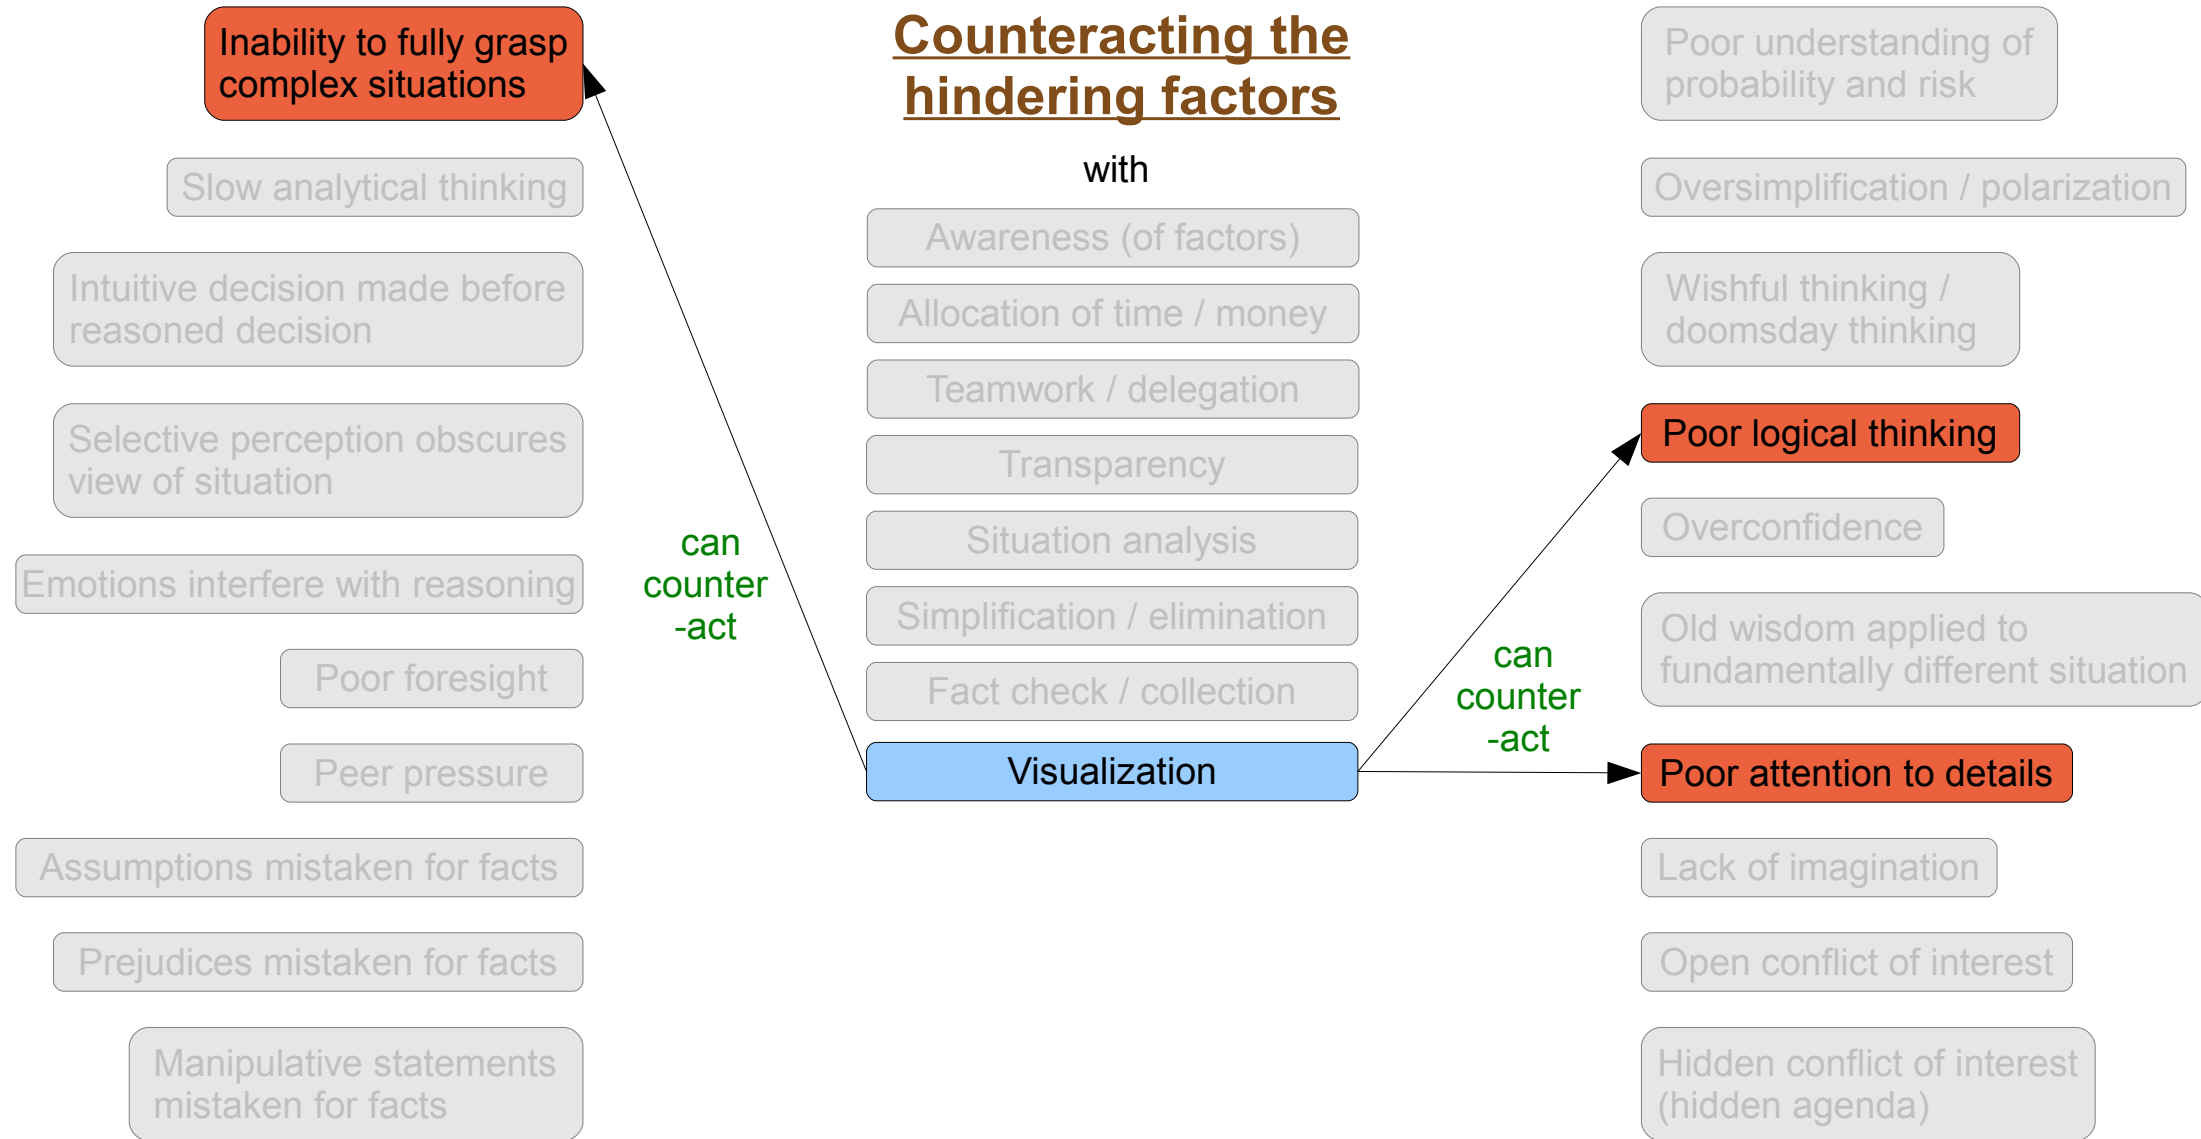 Inability to fully grasp
complex situations
Slow analytical thinking
Intuitive decision made before
reasoned decision
Selective perception obscures
view of situation
Emotions interfere with reasoning
Poor foresight
Peer pressure
Assumptions mistaken for facts
Prejudices mistaken for facts
Manipulative statements
mistaken for facts
can
counter
-act
Counteracting the
hindering factors
with
Awareness (of factors)
Allocation of time / money
Teamwork / delegation
Transparency
Situation analysis
Simplification / elimination
Fact check / collection
Visualization
can
counter
-act
Poor understanding of
probability and risk
Oversimplification / polarization
Wishful thinking /
doomsday thinking
Poor logical thinking
Overconfidence
Old wisdom applied to
fundamentally different situation
Poor attention to details
Lack of imagination
Open conflict of interest
Hidden conflict of interest
(hidden agenda)